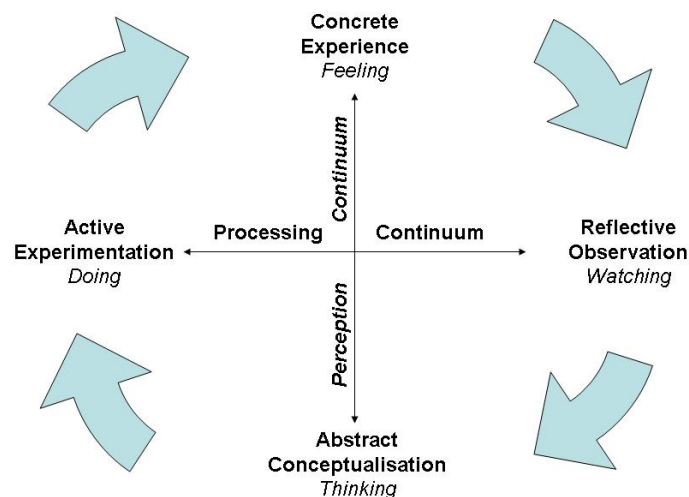 Concrete
Experience
Feeling
Continuum
Active
Experimentation
Doing
Processing
Continuum
Reflective
Observation
Watching
Perception
Abstract
Conceptualisation
Thinking